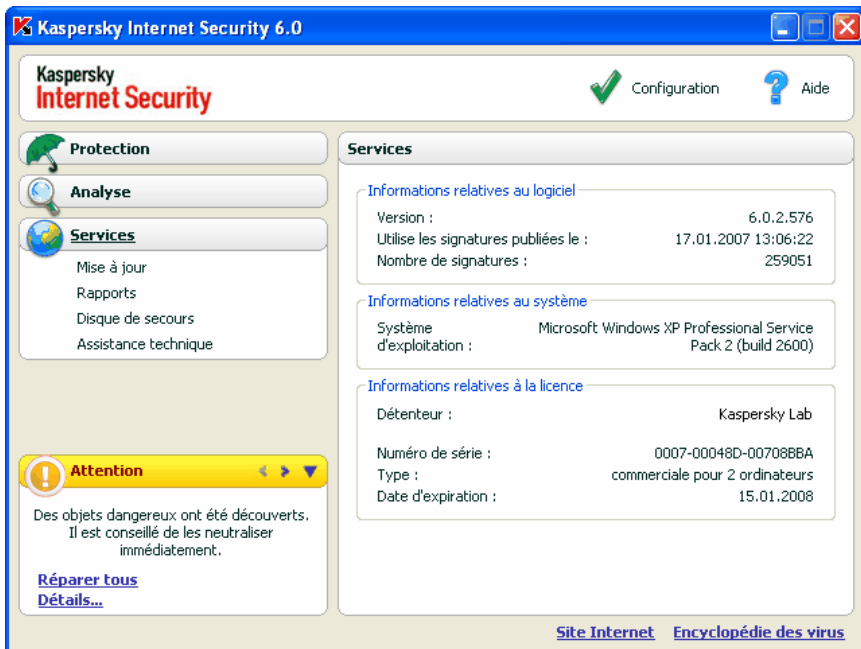 Kaspersky Internet Security 6.0
Kaspersky
Internet Security
Configuration
Aide
Protection
Analyse
Services
Mise à jour
Rapports
Disque de secours
Assistance technique
Attention
Des objets dangereux ont été découverts.
Il est conseillé de les neutraliser
immédiatement.
Réparer tous
Détails...
Services
Informations relatives au logiciel
Version : 6.0.2.576
Utilise les signatures publiées le : 17.01.2007 13:06:22
Nombre de signatures : 259051
Informations relatives au système
Système Microsoft Windows XP Professional Service
d'exploitation : Pack 2 (build 2600)
Informations relatives à la licence
Détenteur : Kaspersky Lab
Numéro de série : 0007-00048D-00708BBA
Type : commerciale pour 2 ordinateurs
Date d'expiration : 15.01.2008
Site Internet Encyclopédie des virus